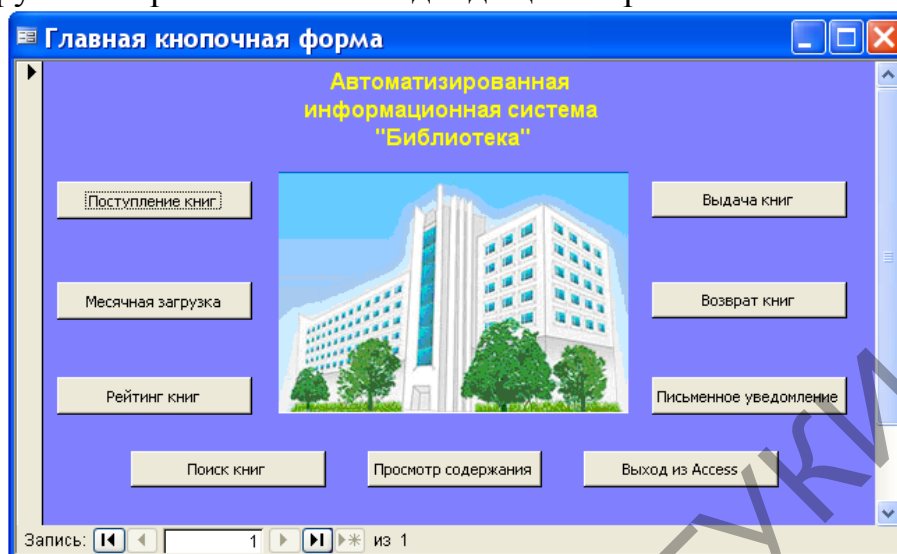 Главная кнопочная форма
Автоматизированная
информационная система
"Библиотека"
Поступление книг
Выдача книг
Месячная загрузка
Возврат книг
Рейтинг книг
Письменное уведомление
Поиск книг
Просмотр содержания
Выход из Access
Запись: 1 из 1